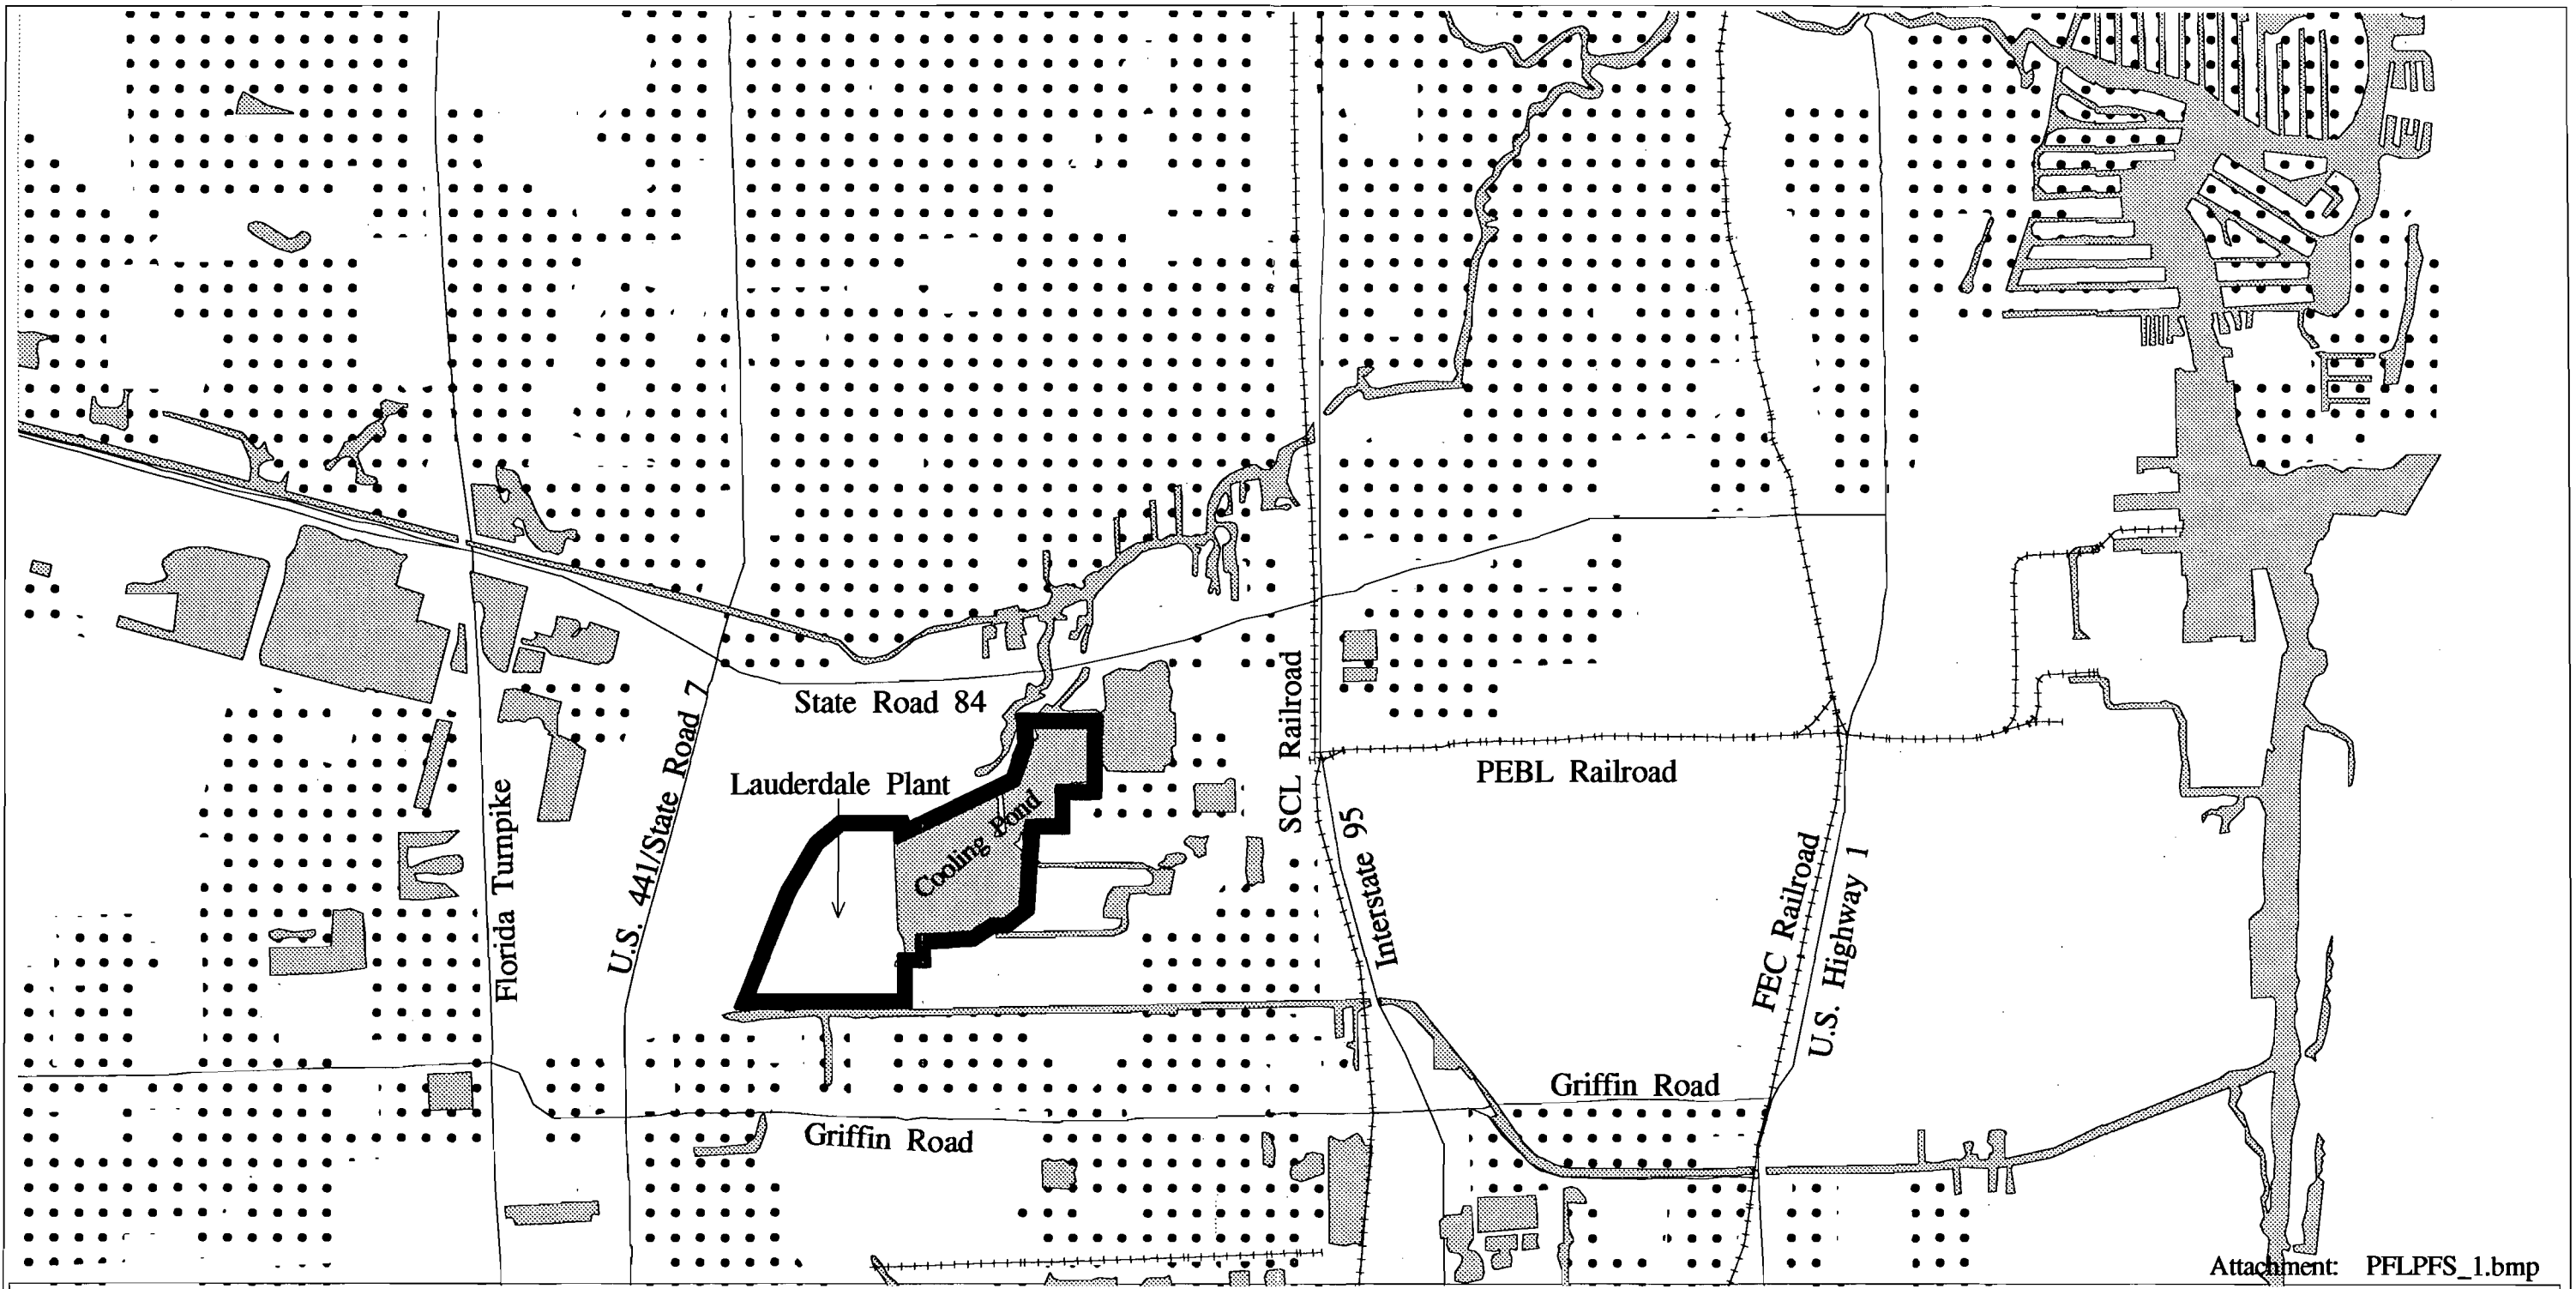 State Road 84
Lauderdale Plant
Cooling Pond
Florida Turnpike
U.S. 441/State Road 7
SCL Railroad
Interstate 95
PEBL Railroad
FEC Railroad
U.S. Highway 1
Griffin Road
Griffin Road
Attachment: PFLPFS_1.bmp